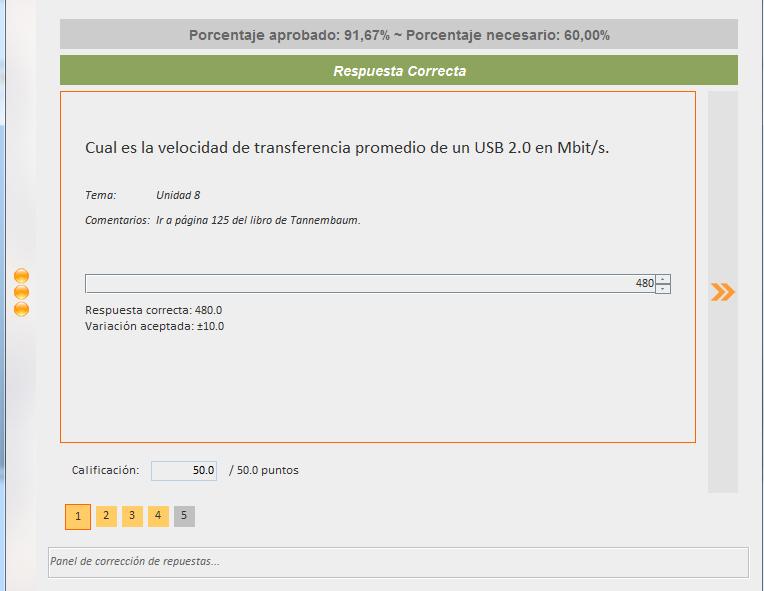 Porcentaje aprobado: 91,67% ~ Porcentaje necesario: 60,00%
Respuesta Correcta
Cual es la velocidad de transferencia promedio de un USB 2.0 en Mbit/s.
Tema: Unidad 8
Comentarios: Ir a página 125 del libro de Tannembaum.
480
Respuesta correcta: 480.0
Variación aceptada: ±10.0
Calificación: 50.0 / 50.0 puntos
1 2 3 4 5
Panel de corrección de repuestas...